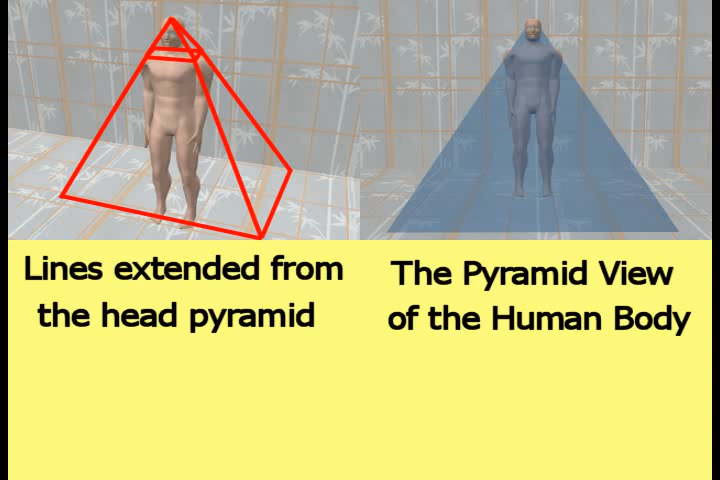 Lines extended from
the head pyramid
The Pyramid View
of the Human Body